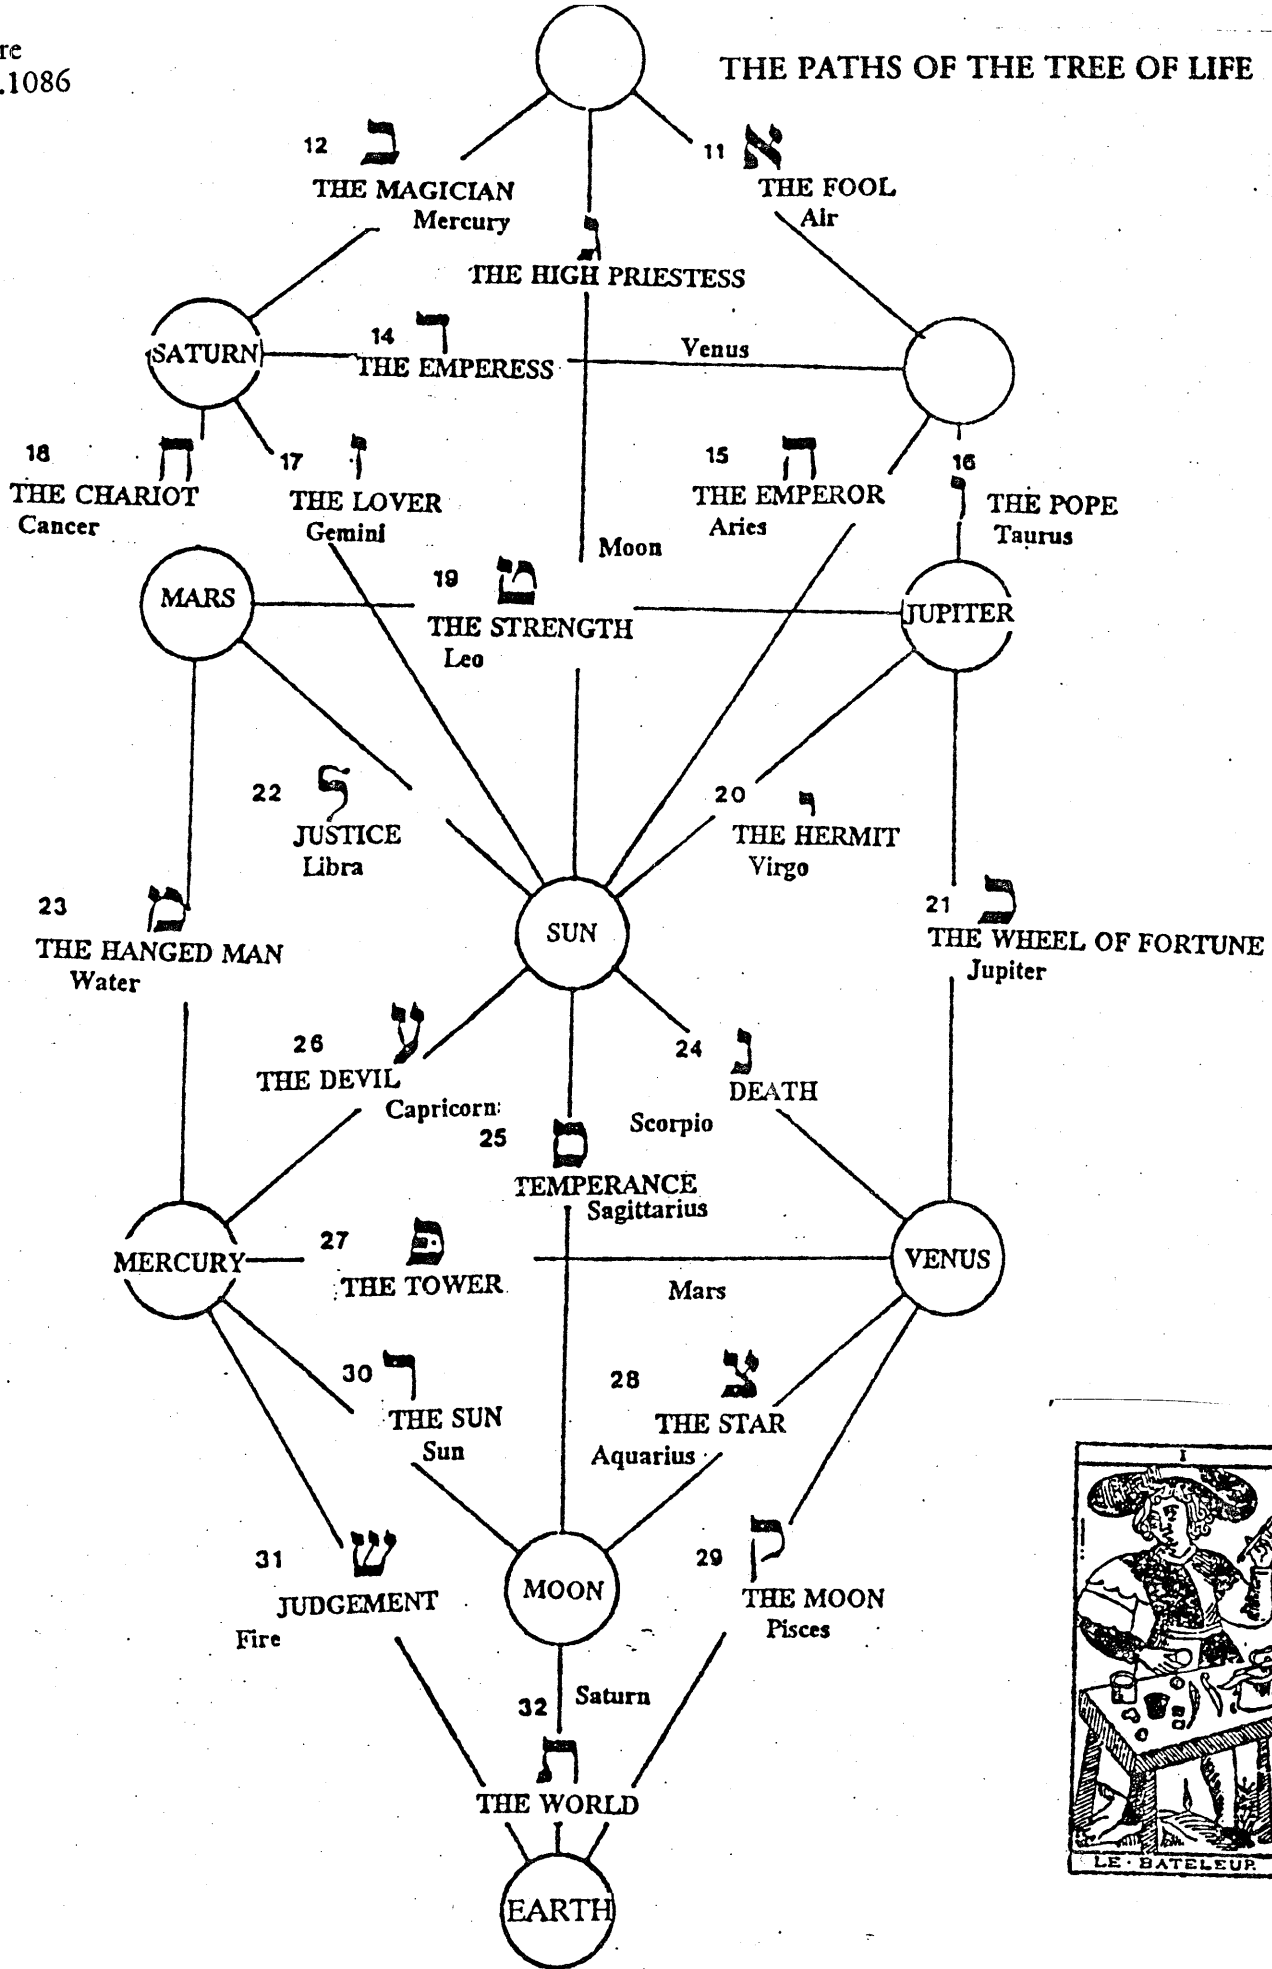 re
.1086
THE PATHS OF THE TREE OF LIFE
12 ב
THE MAGICIAN
Mercury
11 א
THE FOOL
Air
ג
THE HIGH PRIESTESS
SATURN
14 ד
THE EMPERESS
Venus
18 ח
THE CHARIOT
Cancer
17 ו
THE LOVER
Gemini
15 ה
THE EMPEROR
Aries
16
ו
THE POPE
Taurus
Moon
MARS
19 ט
THE STRENGTH
Leo
JUPITER
22 ל
JUSTICE
Libra
20 י
THE HERMIT
Virgo
23 מ
THE HANGED MAN
Water
SUN
21 כ
THE WHEEL OF FORTUNE
Jupiter
26 ע
THE DEVIL
Capricorn
24 נ
DEATH
Scorpio
25 ס
TEMPERANCE
Sagittarius
MERCURY
27 פ
THE TOWER
Mars
VENUS
30 ר
THE SUN
Sun
28 צ
THE STAR
Aquarius
31 ש
JUDGEMENT
Fire
MOON
29 ק
THE MOON
Pisces
32 Saturn
ת
THE WORLD
EARTH
I
LE·BATELEUR